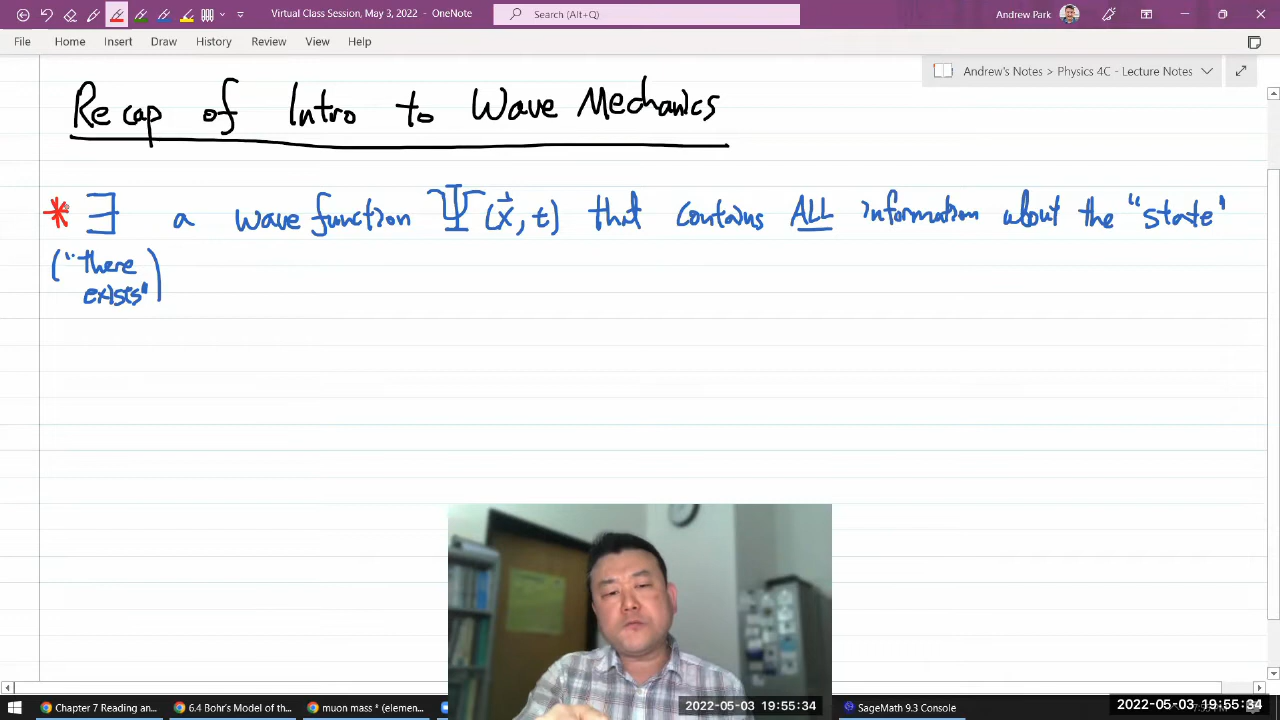 Virtual Class Session, May 3, 2022 - OneNote
Search (Alt+Q)
Andrew Park
File Home Insert Draw History Review View Help
Andrew's Notes > Physics 4C - Lecture Notes
Recap of Intro to Wave Mechanics
* ∃ a wave function Ψ(x⃗, t) that contains ALL information about the "state"
("there
exists")
2022-05-03 19:55:34
Chapter 7 Reading an
6.4 Bohr's Model of th
muon mass * (elemen
SageMath 9.3 Console
2022-05-03 19:55:34